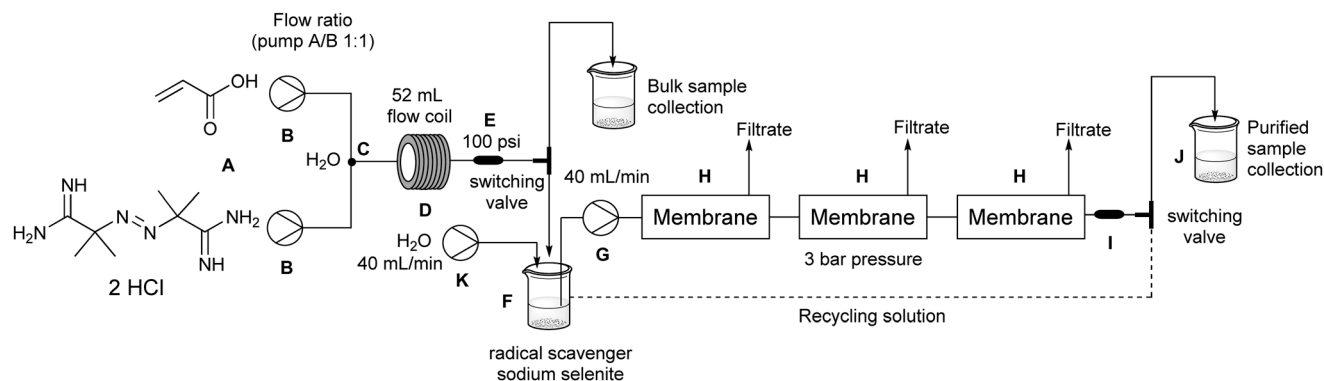 Flow ratio
(pump A/B 1:1)
OH
O
B
A
H₂O
C
52 mL
flow coil
D
E
100 psi
switching
valve
Bulk sample
collection
NH
H₂N
N
N
NH₂
NH
2 HCl
B
H₂O
40 mL/min
K
F
radical scavenger
sodium selenite
40 mL/min
G
Filtrate
H
Membrane
Filtrate
H
Membrane
3 bar pressure
Filtrate
H
Membrane
I
switching
valve
J
Purified
sample
collection
Recycling solution